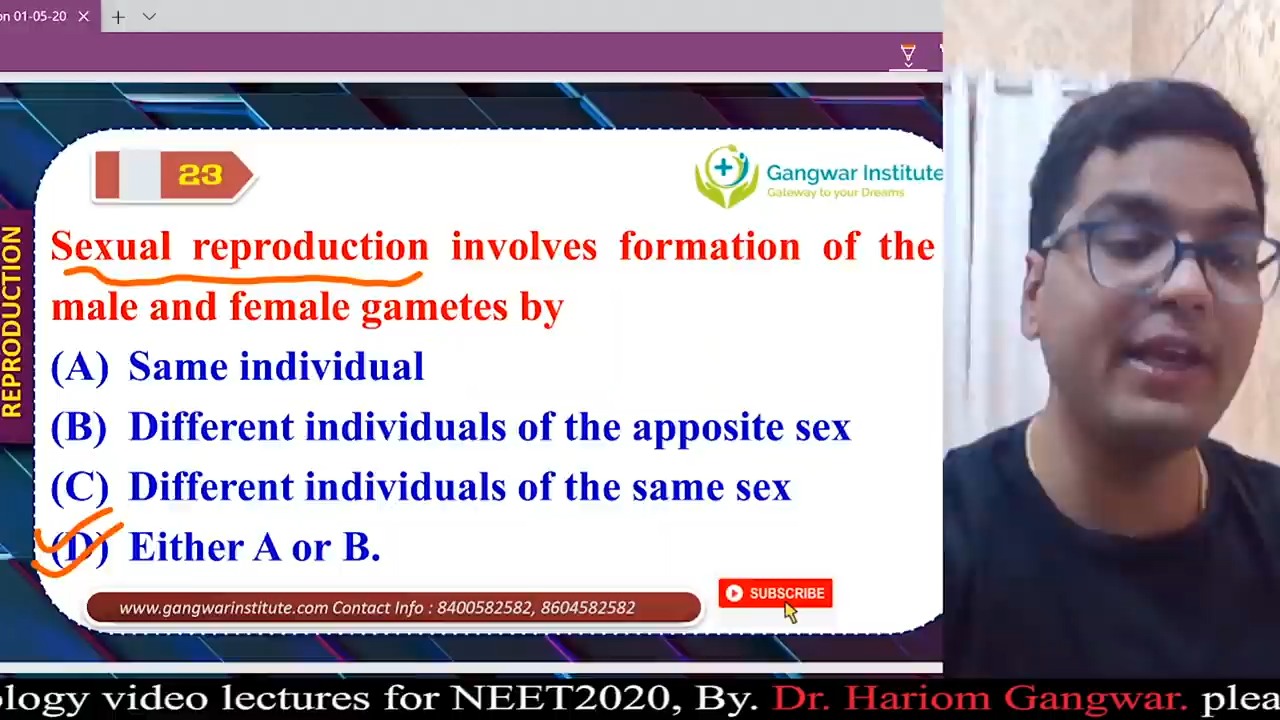 on 01-05-20
23
Gangwar Institute
Gateway to your Dreams
REPRODUCTION
Sexual reproduction involves formation of the
male and female gametes by
(A) Same individual
(B) Different individuals of the apposite sex
(C) Different individuals of the same sex
(D) Either A or B.
www.gangwarinstitute.com Contact Info : 8400582582, 8604582582
SUBSCRIBE
ology video lectures for NEET2020, By. Dr. Hariom Gangwar. plea